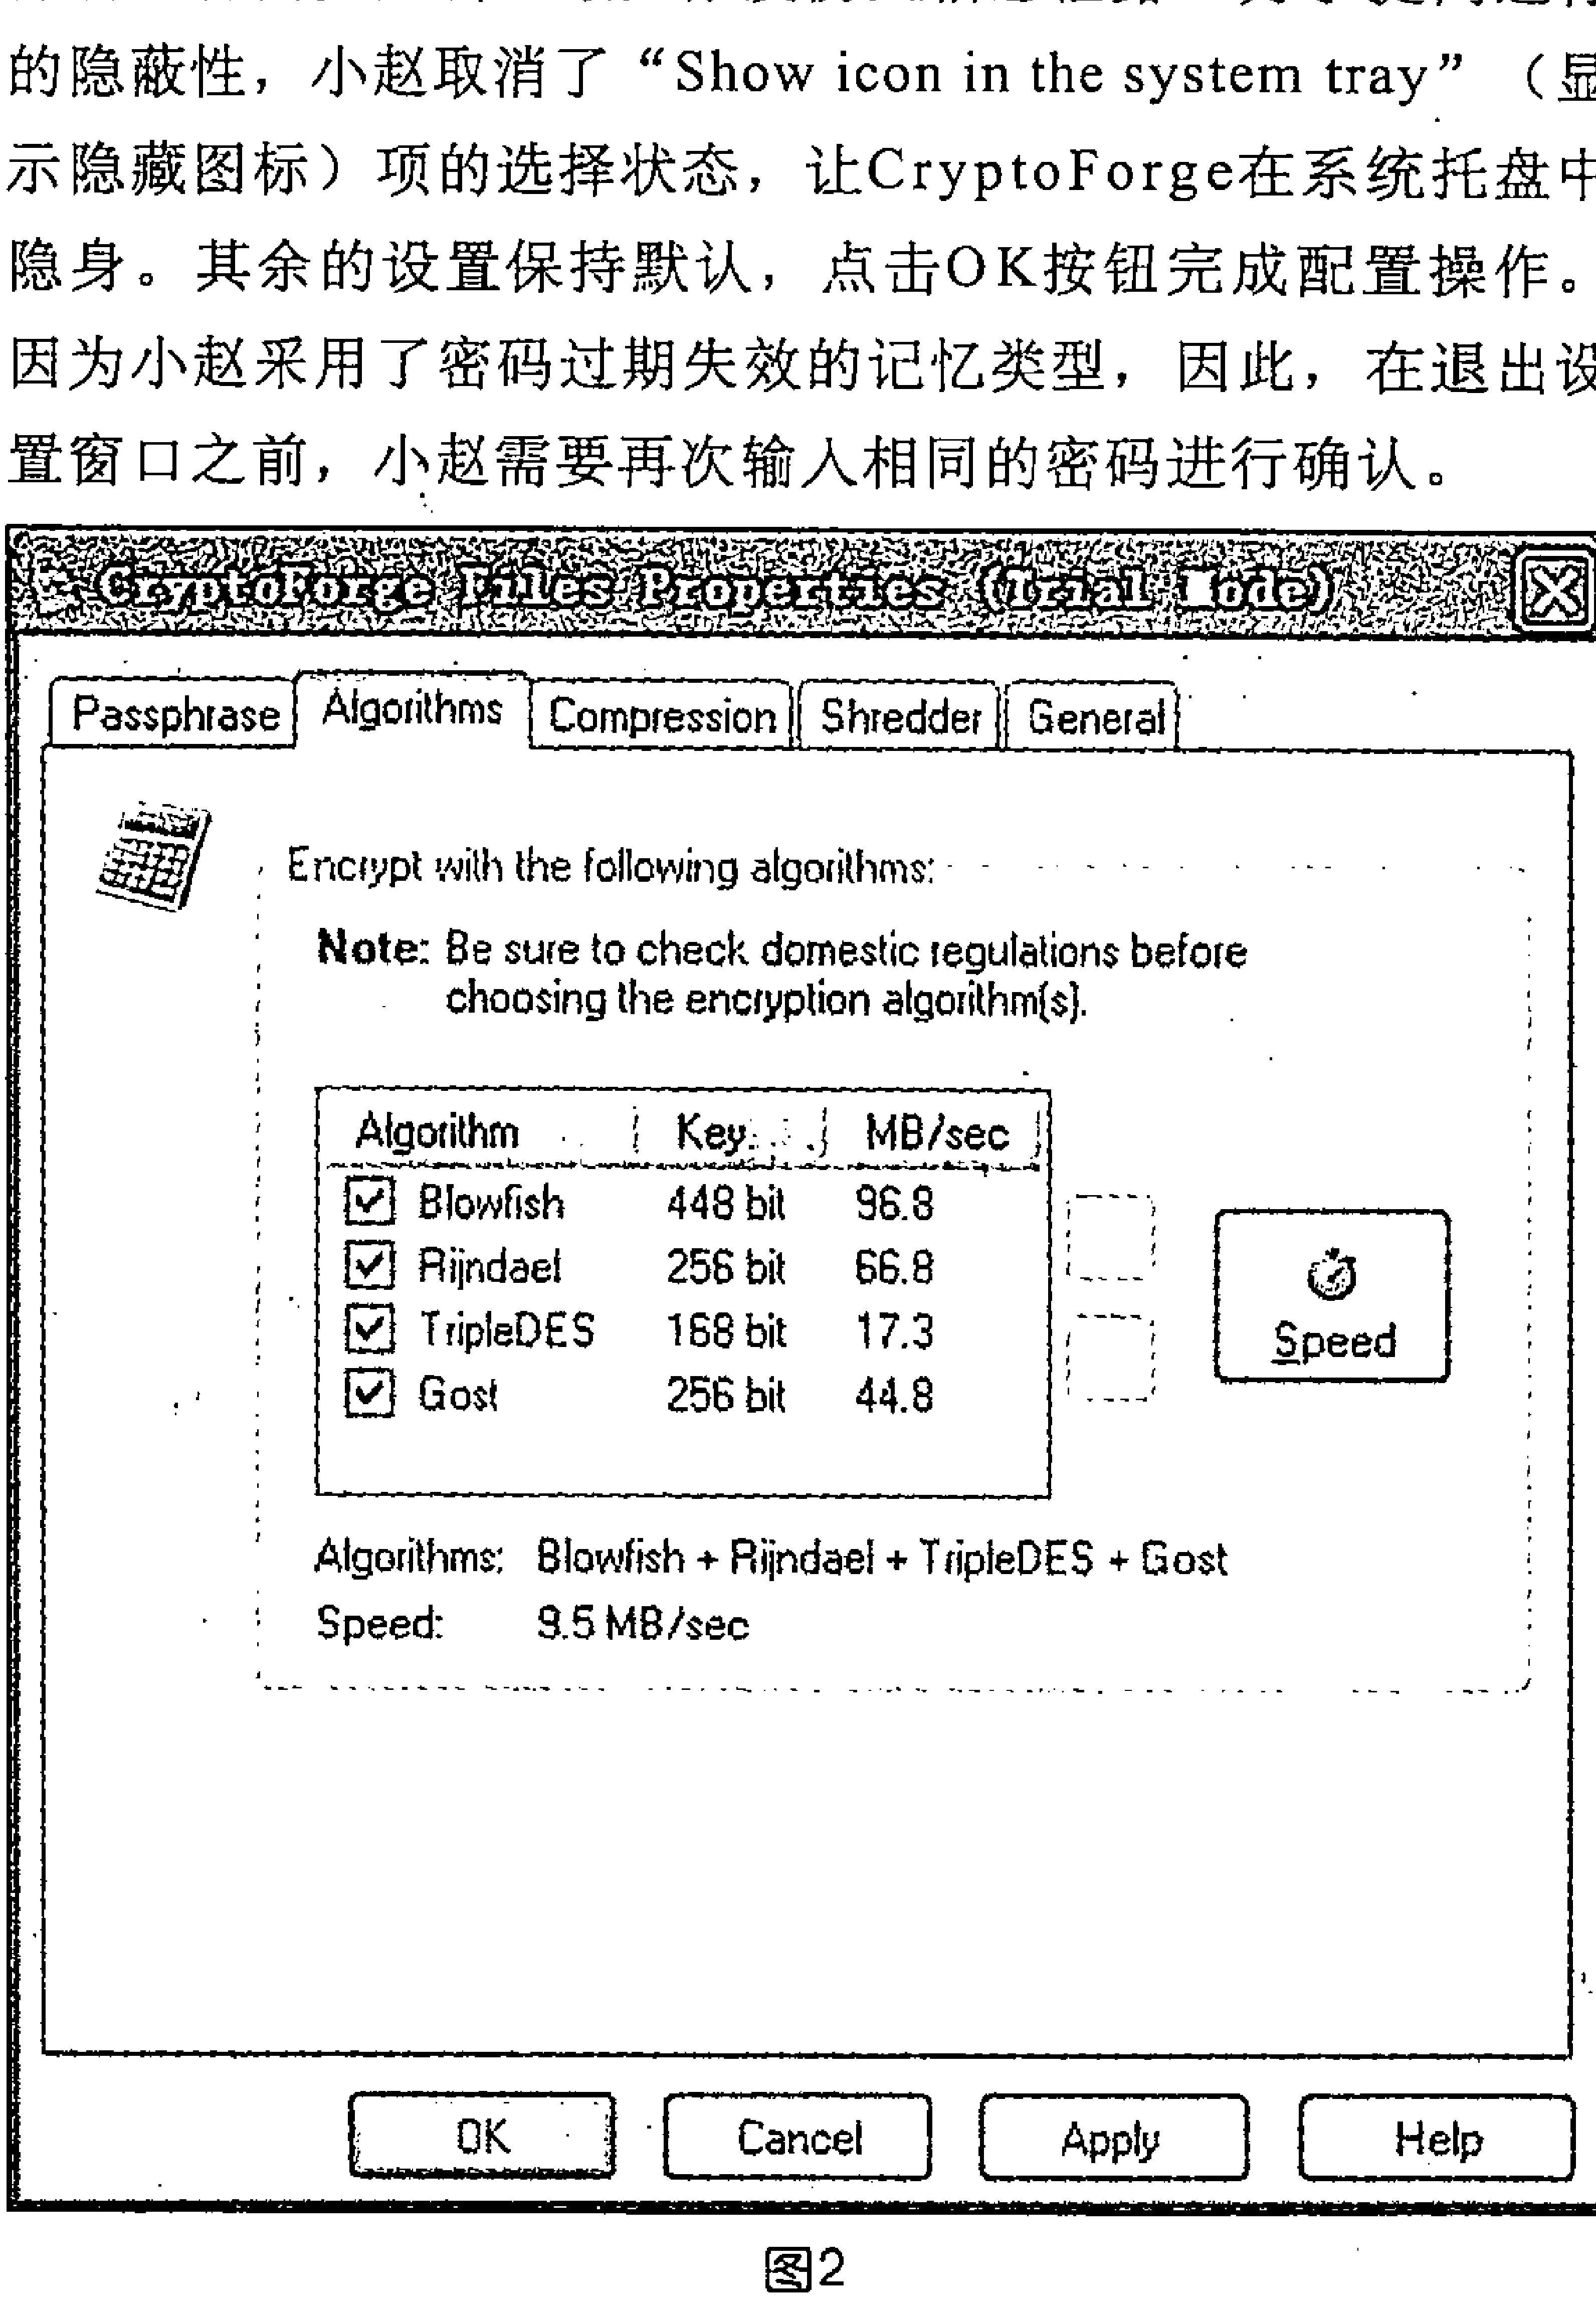 的隐蔽性，小赵取消了“Show icon in the system tray”（显
示隐藏图标）项的选择状态，让CryptoForge在系统托盘中
隐身。其余的设置保持默认，点击OK按钮完成配置操作。
因为小赵采用了密码过期失效的记忆类型，因此，在退出设
置窗口之前，小赵需要再次输入相同的密码进行确认。
CryptoForge Files Properties (Trial Mode)
Passphrase Algorithms Compression Shredder General
Encrypt with the following algorithms:
Note: Be sure to check domestic regulations before
choosing the encryption algorithm(s).
Algorithm Key MB/sec
Blowfish 448 bit 96.8
Rijndael 256 bit 66.8
TripleDES 168 bit 17.3
Gost 256 bit 44.8
Speed
Algorithms: Blowfish + Rijndael + TripleDES + Gost
Speed: 9.5 MB/sec
OK Cancel Apply Help
图2